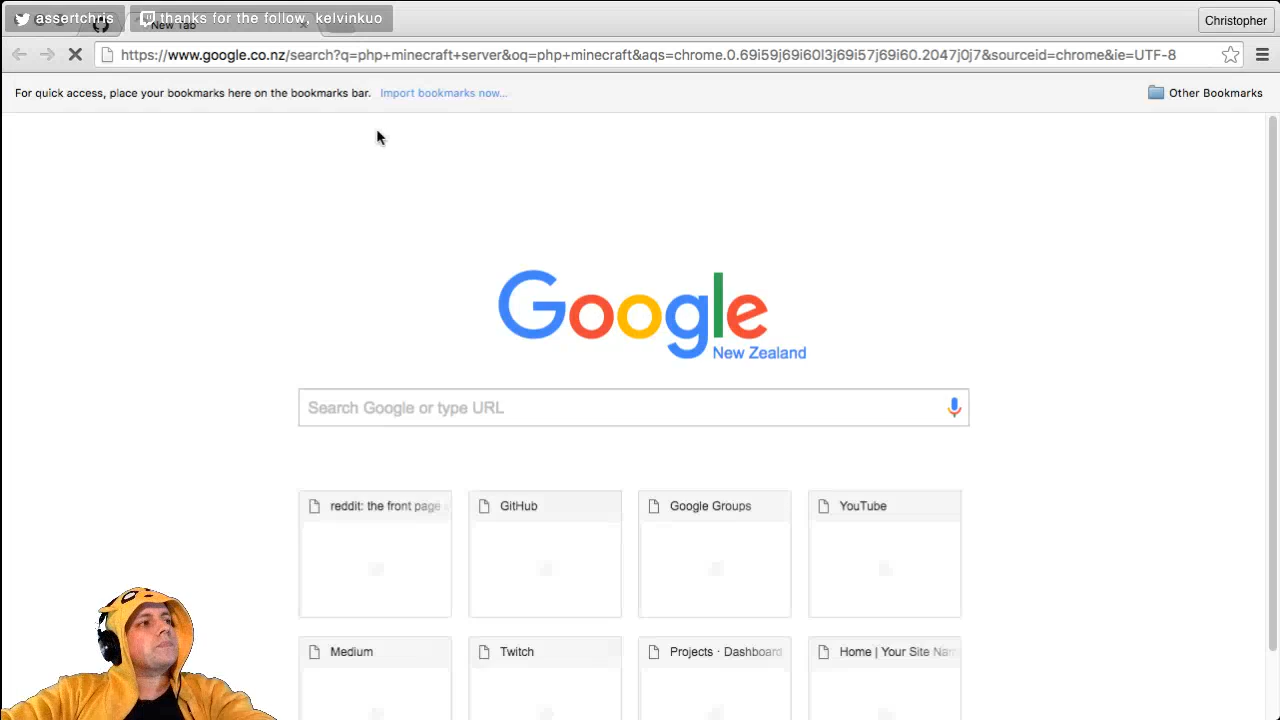 assertchris
thanks for the follow, kelvinkuo
New Tab
Christopher
https://www.google.co.nz/search?q=php+minecraft+server&oq=php+minecraft&aqs=chrome.0.69i59j69i60l3j69i57j69i60.2047j0j7&sourceid=chrome&ie=UTF-8
For quick access, place your bookmarks here on the bookmarks bar. Import bookmarks now...
Other Bookmarks
Google
New Zealand
Search Google or type URL
reddit: the front page
GitHub
Google Groups
YouTube
Medium
Twitch
Projects · Dashboard
Home | Your Site Nam